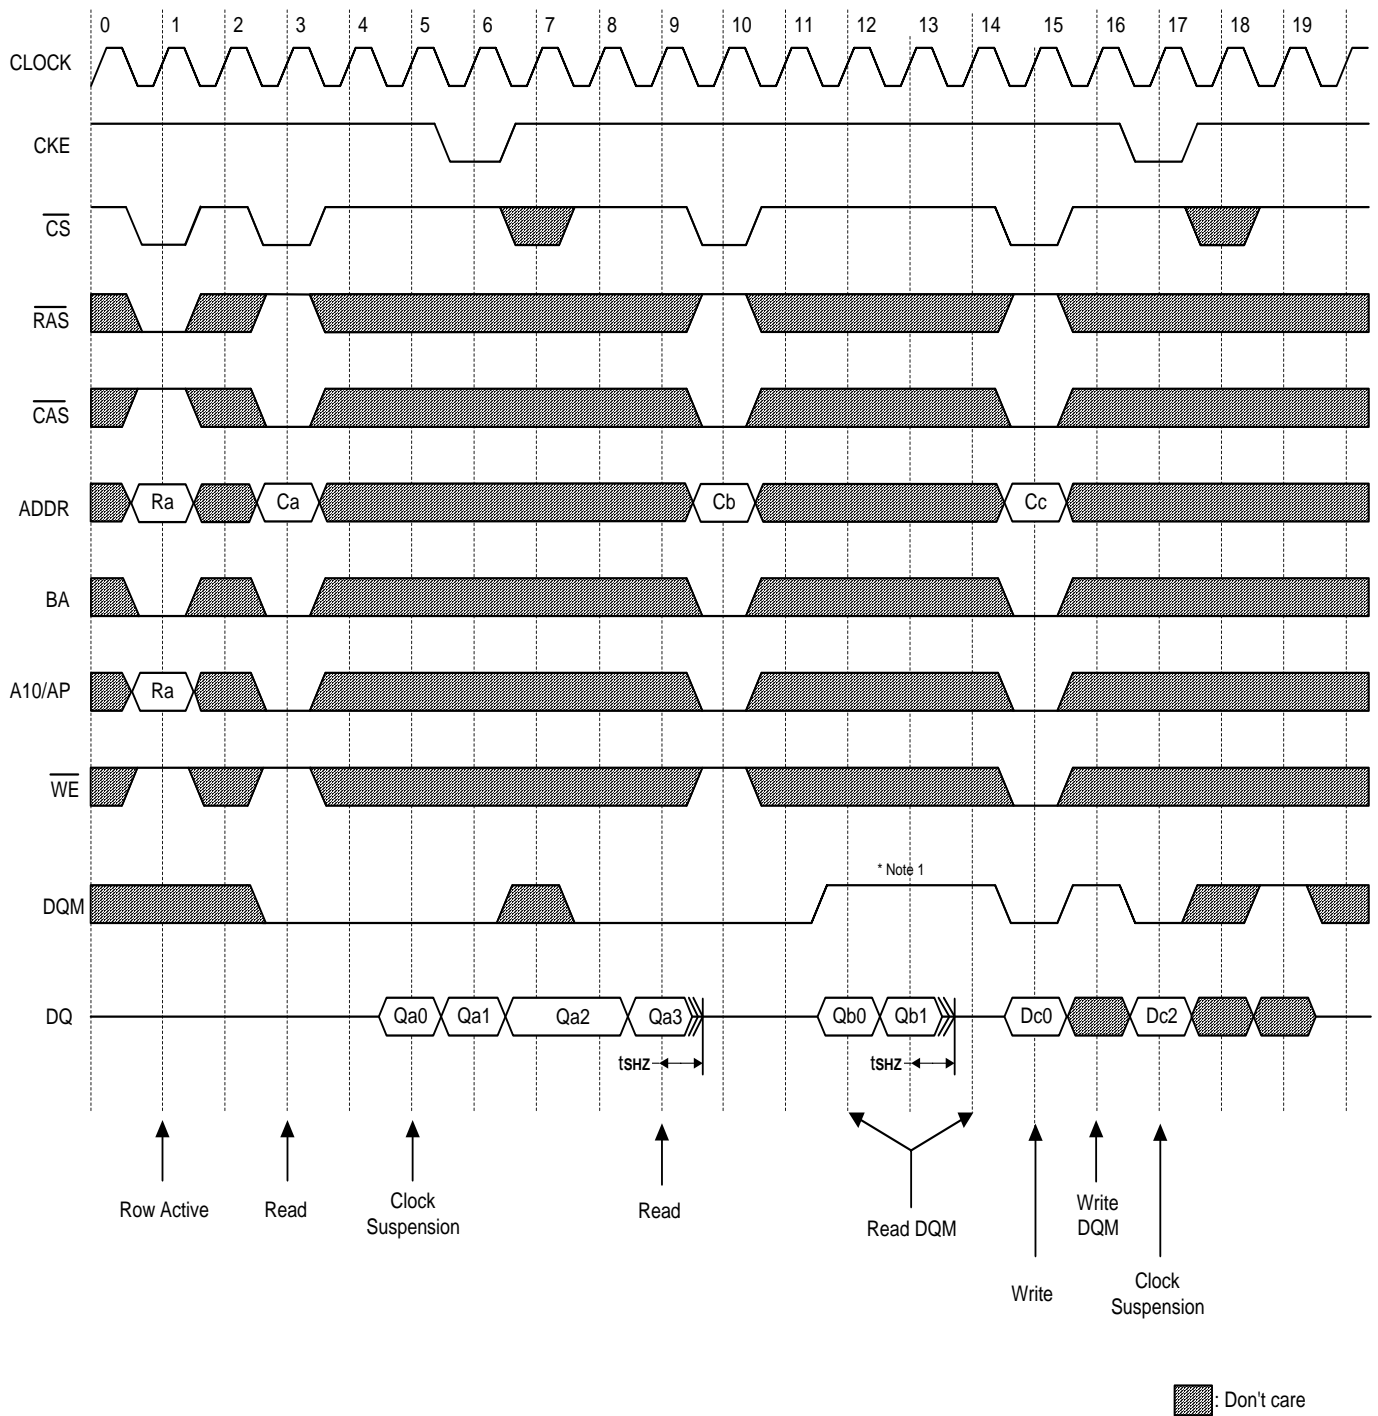 0 1 2 3 4 5 6 7 8 9 10 11 12 13 14 15 16 17 18 19
CLOCK
CKE
CS
RAS
CAS
ADDR Ra Ca Cb Cc
BA
A10/AP Ra
WE
* Note 1
DQM
DQ Qa0 Qa1 Qa2 Qa3 Qb0 Qb1 Dc0 Dc2
tSHZ tSHZ
Row Active
Read
Clock
Suspension
Read
Read DQM
Write
DQM
Write
Clock
Suspension
: Don't care